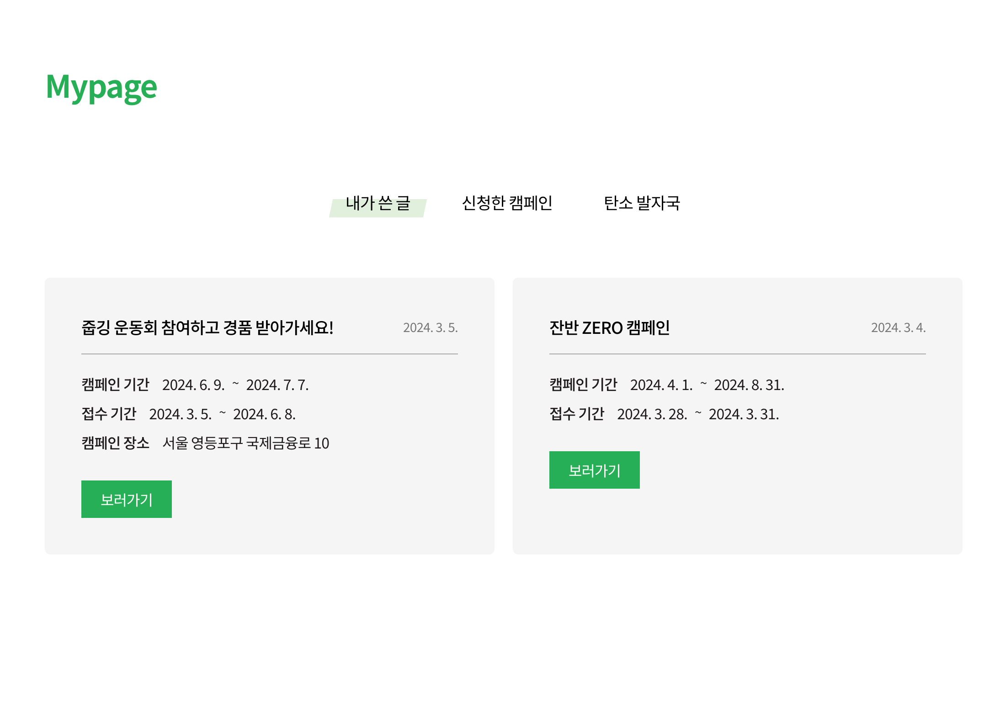 Mypage
내가 쓴 글 신청한 캠페인 탄소 발자국
줍깅 운동회 참여하고 경품 받아가세요! 2024. 3. 5.
캠페인 기간 2024. 6. 9. ~ 2024. 7. 7.
접수 기간 2024. 3. 5. ~ 2024. 6. 8.
캠페인 장소 서울 영등포구 국제금융로 10
보러가기
잔반 ZERO 캠페인 2024. 3. 4.
캠페인 기간 2024. 4. 1. ~ 2024. 8. 31.
접수 기간 2024. 3. 28. ~ 2024. 3. 31.
보러가기